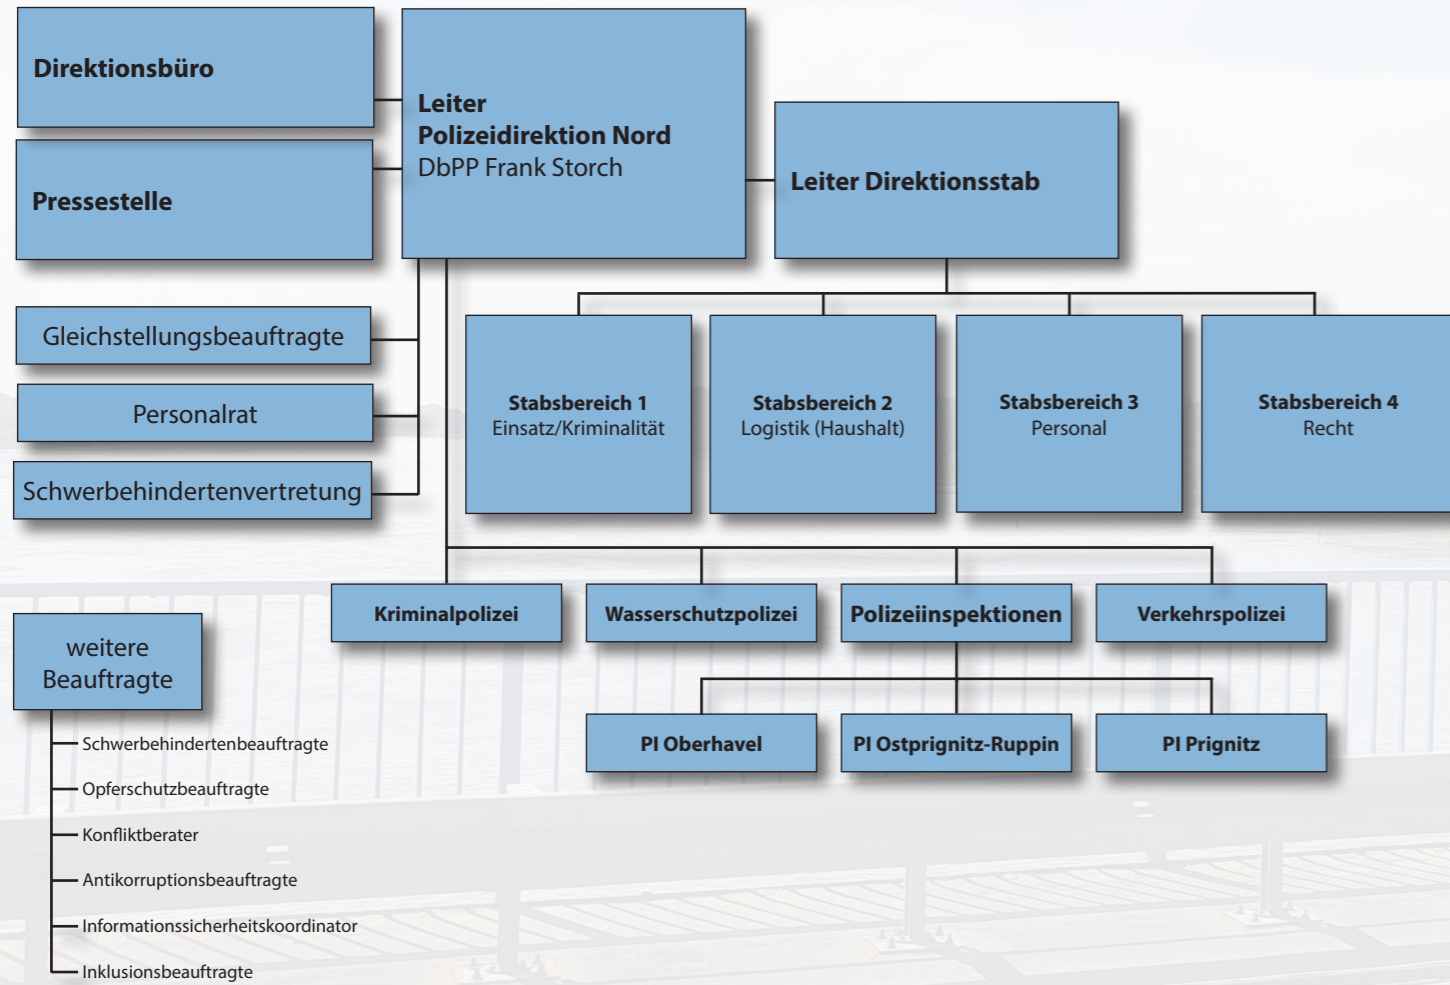 Direktionsbüro
Pressestelle
Leiter
Polizeidirektion Nord
DbPP Frank Storch
Leiter Direktionsstab
Gleichstellungsbeauftragte
Personalrat
Schwerbehindertenvertretung
Stabsbereich 1
Einsatz/Kriminalität
Stabsbereich 2
Logistik (Haushalt)
Stabsbereich 3
Personal
Stabsbereich 4
Recht
Kriminalpolizei
Wasserschutzpolizei
Polizeiinspektionen
Verkehrspolizei
PI Oberhavel
PI Ostprignitz-Ruppin
PI Prignitz
weitere
Beauftragte
Schwerbehindertenbeauftragte
Opferschutzbeauftragte
Konfliktberater
Antikorruptionsbeauftragte
Informationssicherheitskoordinator
Inklusionsbeauftragte